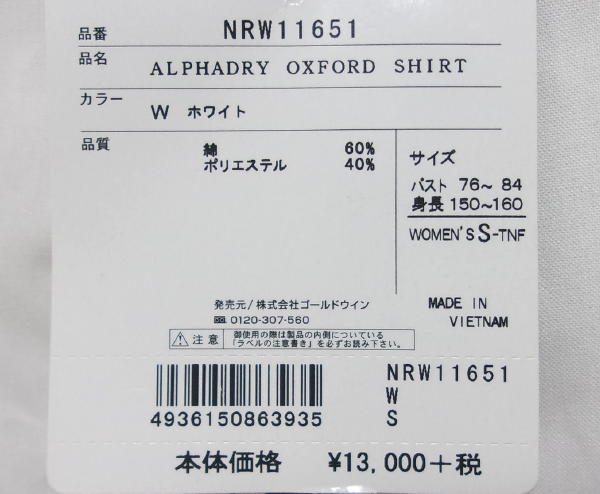 品番 NRW11651
品名 ALPHADRY OXFORD SHIRT
カラー W ホワイト
品質 綿 60%
ポリエステル 40%
サイズ
バスト 76~ 84
身長 150~160
WOMEN'S S-TNF
発売元/株式会社ゴールドウイン
0120-307-560
注意 御使用の際は製品の内側についている
「ラベルの注意書き」を必ずお読み下さい。
MADE IN
VIETNAM
NRW11651
W
S
4936150863935
本体価格 ¥13,000+税